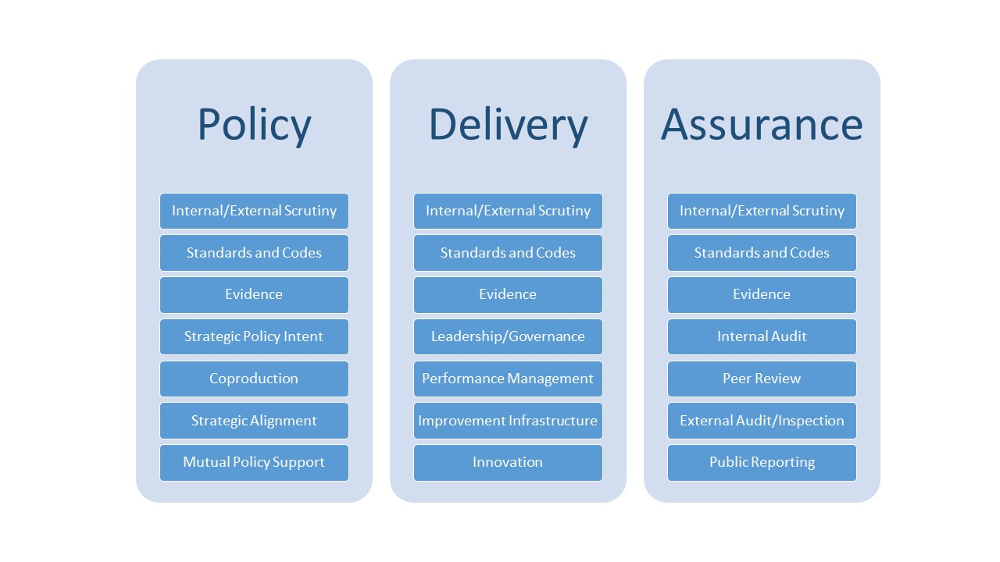 Policy
Internal/External Scrutiny
Standards and Codes
Evidence
Strategic Policy Intent
Coproduction
Strategic Alignment
Mutual Policy Support
Delivery
Internal/External Scrutiny
Standards and Codes
Evidence
Leadership/Governance
Performance Management
Improvement Infrastructure
Innovation
Assurance
Internal/External Scrutiny
Standards and Codes
Evidence
Internal Audit
Peer Review
External Audit/Inspection
Public Reporting